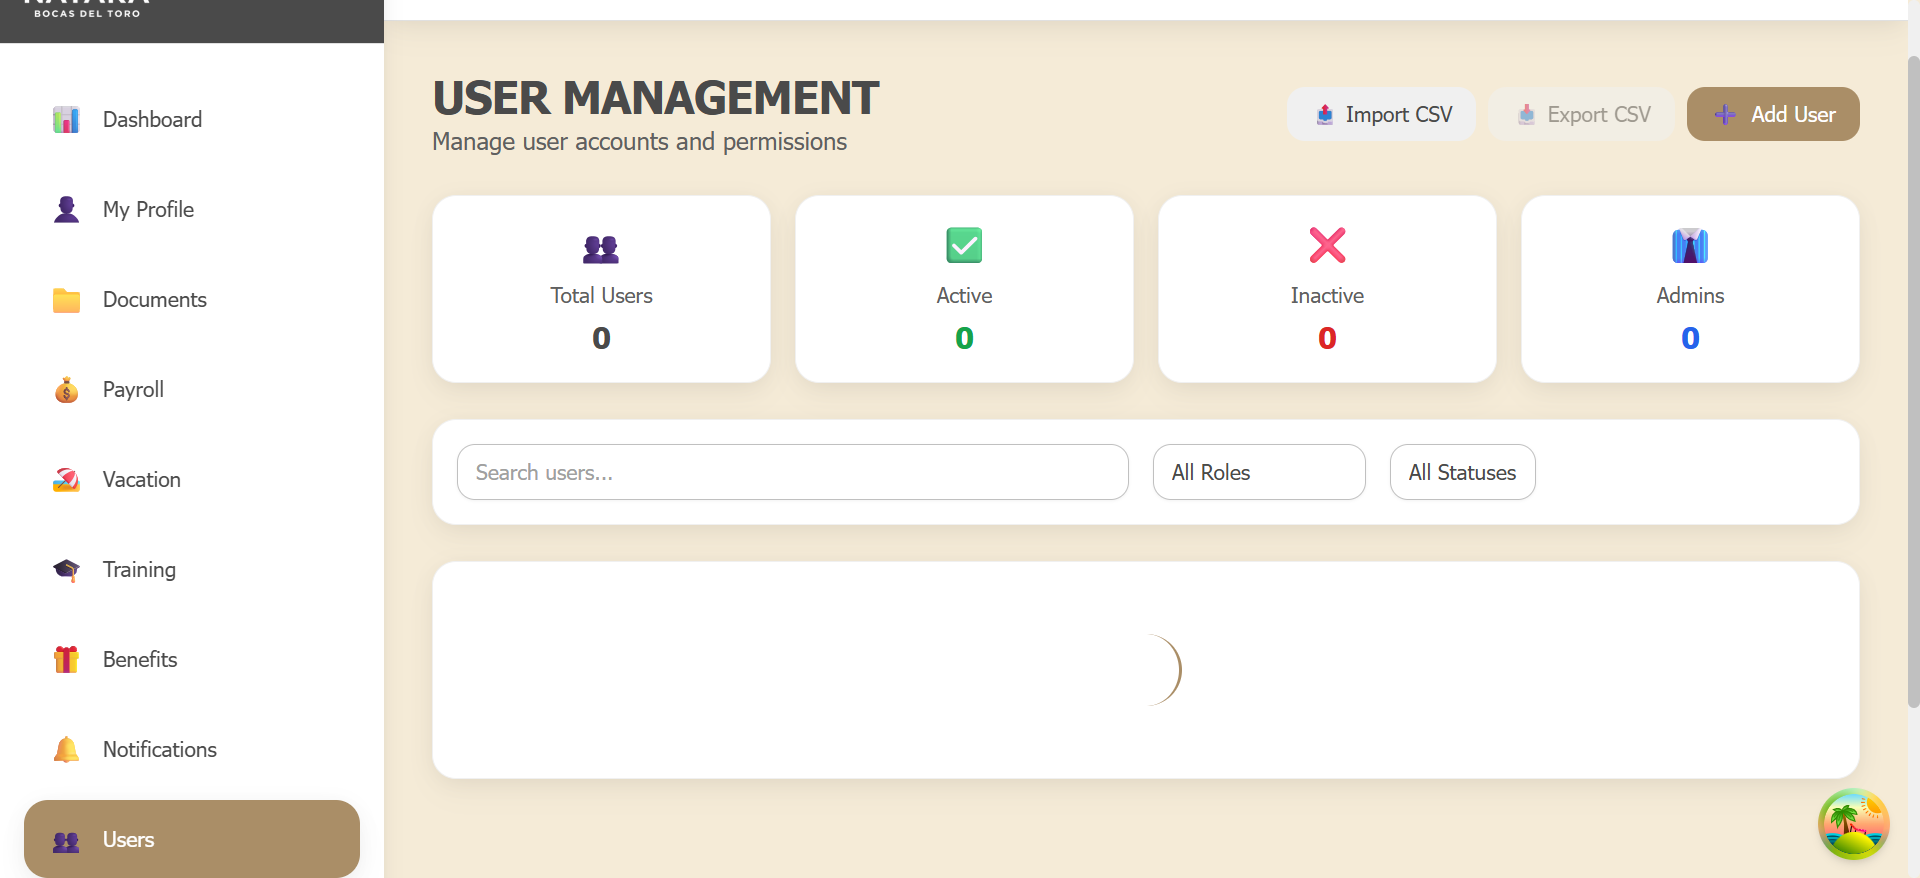 BOCAS DEL TORO
Dashboard
My Profile
Documents
Payroll
Vacation
Training
Benefits
Notifications
Users
USER MANAGEMENT
Manage user accounts and permissions
Import CSV
Export CSV
Add User
Total Users
0
Active
0
Inactive
0
Admins
0
Search users...
All Roles
All Statuses